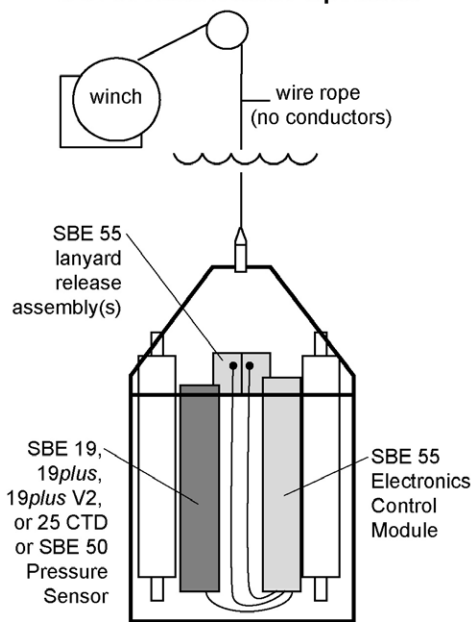 winch
wire rope
(no conductors)
SBE 55
lanyard
release
assembly(s)
SBE 19,
19plus,
19plus V2,
or 25 CTD
or SBE 50
Pressure
Sensor
SBE 55
Electronics
Control
Module